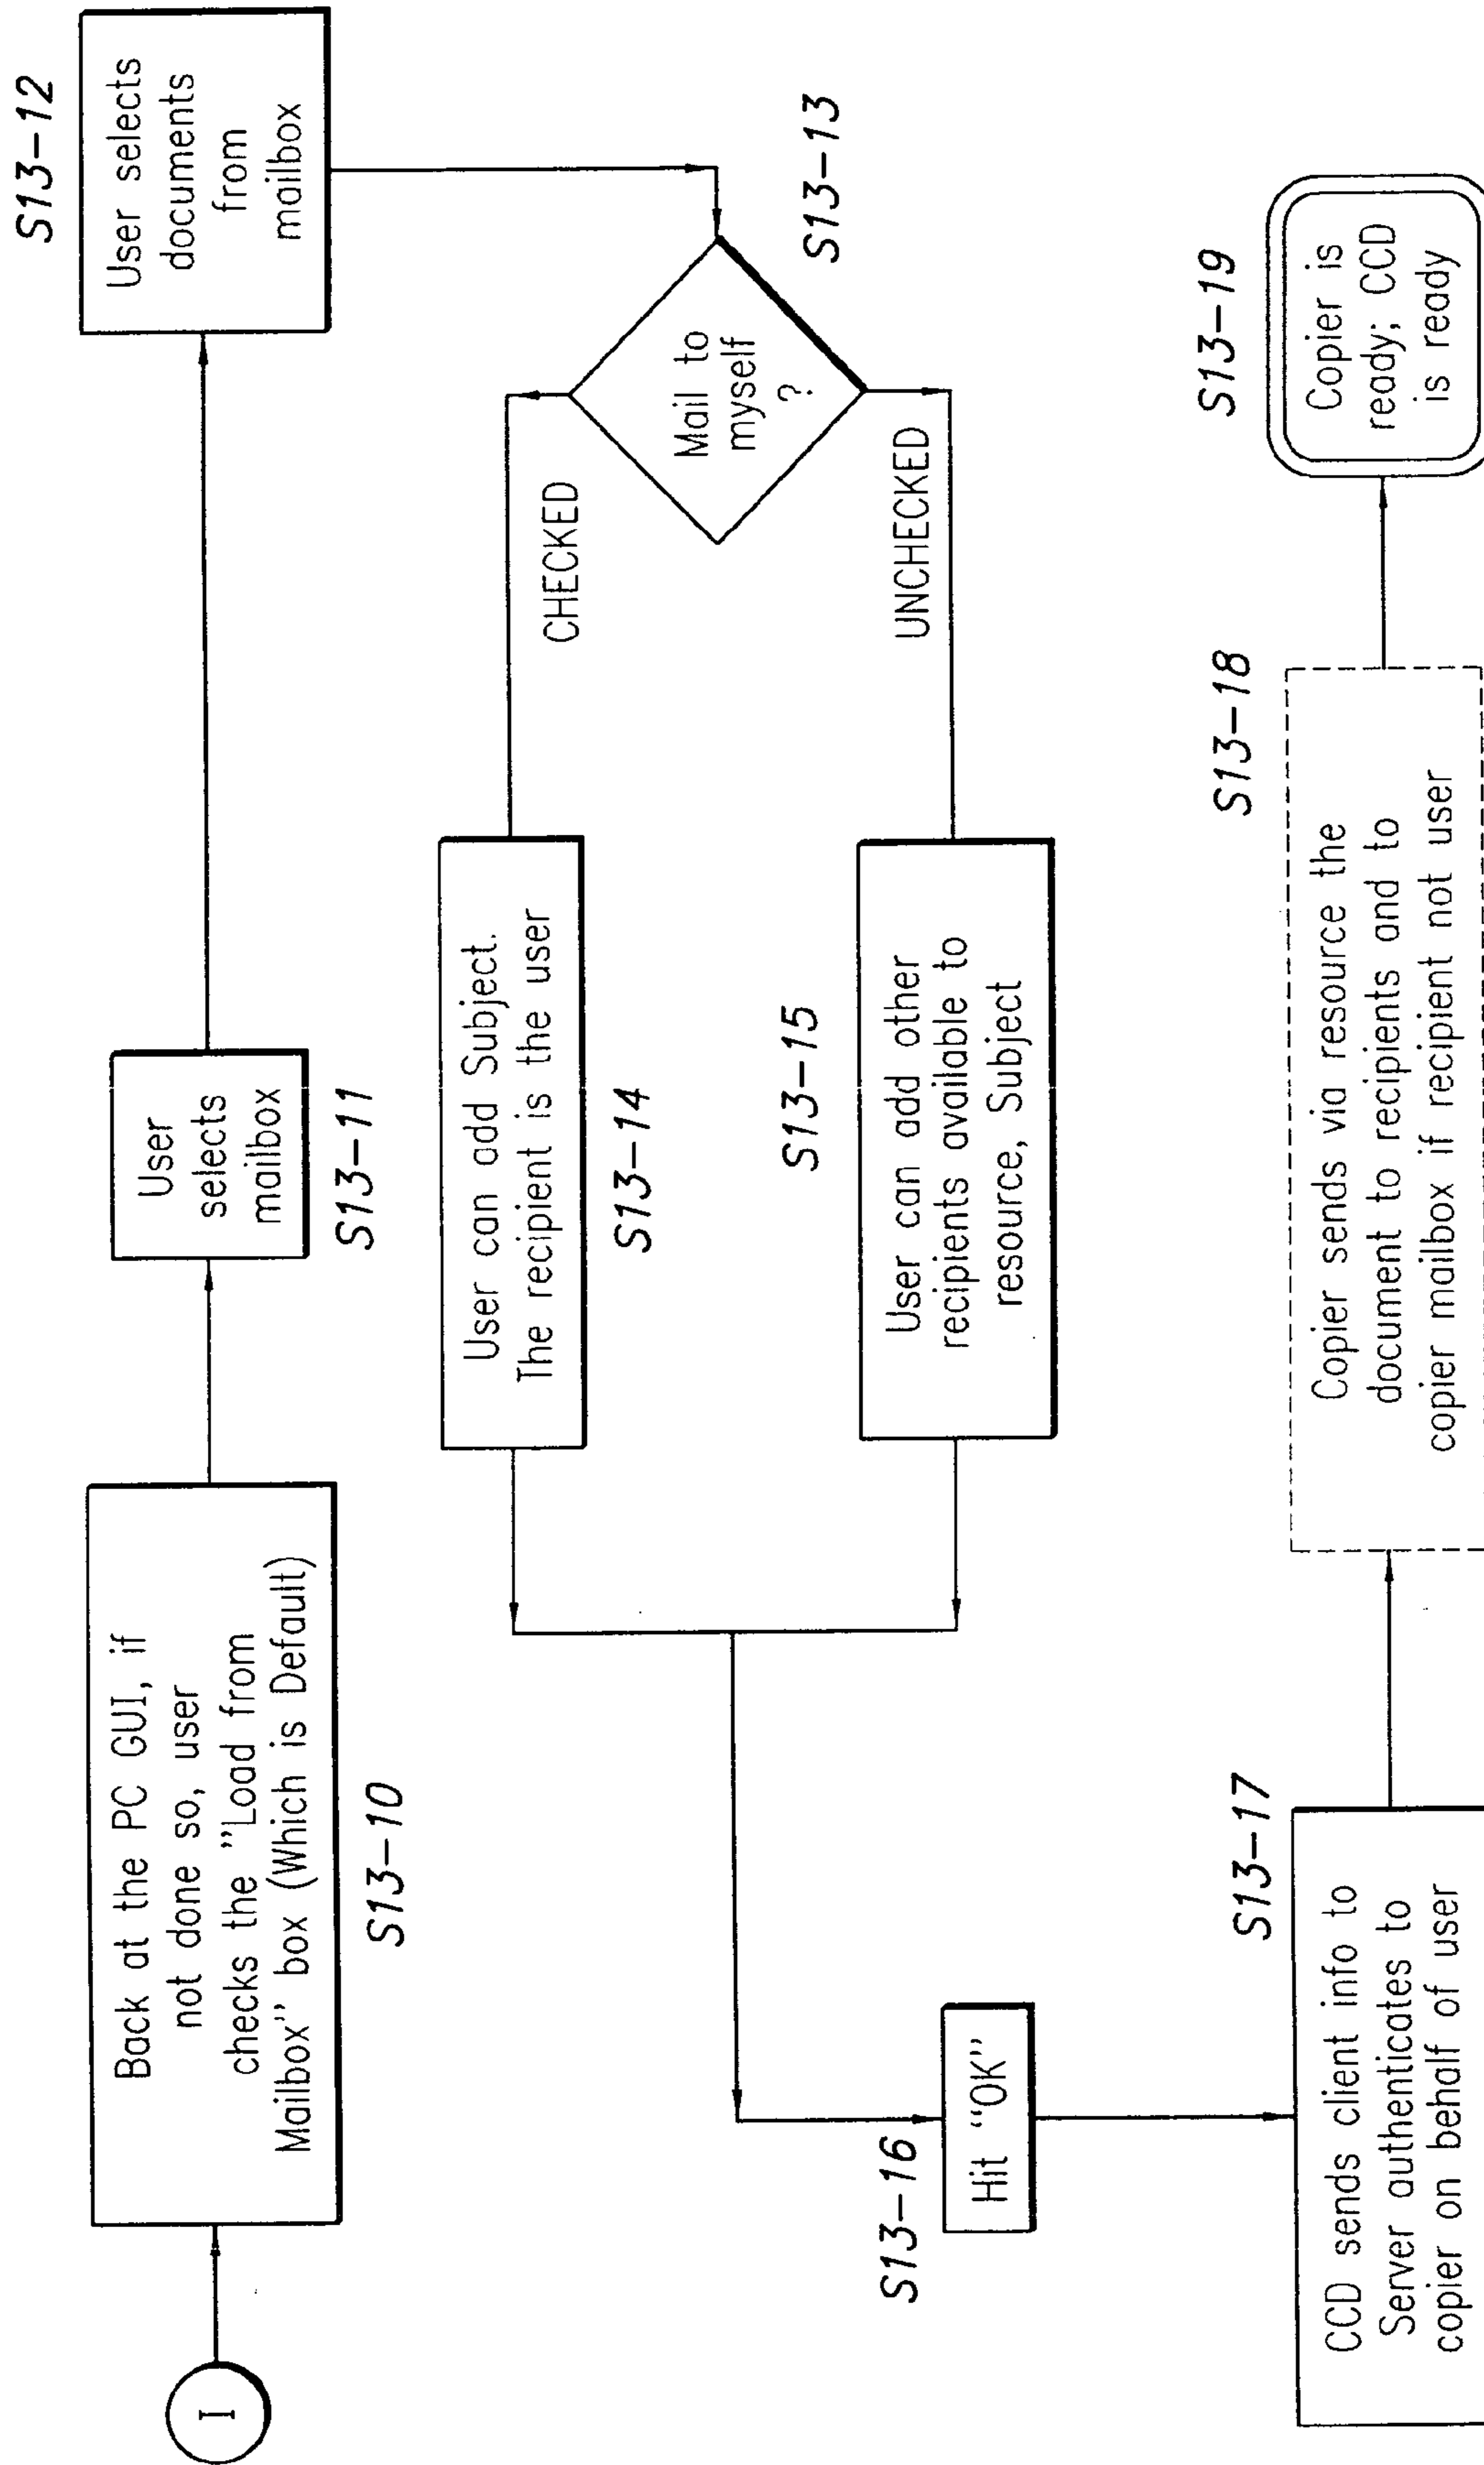 I
Back at the PC GUI, if
not done so, user
checks the "Load from
Mailbox" box (Which is Default)
S13-10
User
selects
mailbox
S13-11
S13-12
User selects
documents
from
mailbox
Mail to
myself
?
S13-13
CHECKED
UNCHECKED
User can add Subject.
The recipient is the user
S13-14
S13-15
User can add other
recipients available to
resource, Subject
S13-16
Hit "OK"
S13-17
CCD sends client info to
Server authenticates to
copier on behalf of user
S13-18
Copier sends via resource the
document to recipients and to
copier mailbox if recipient not user
S13-19
Copier is
ready; CCD
is ready